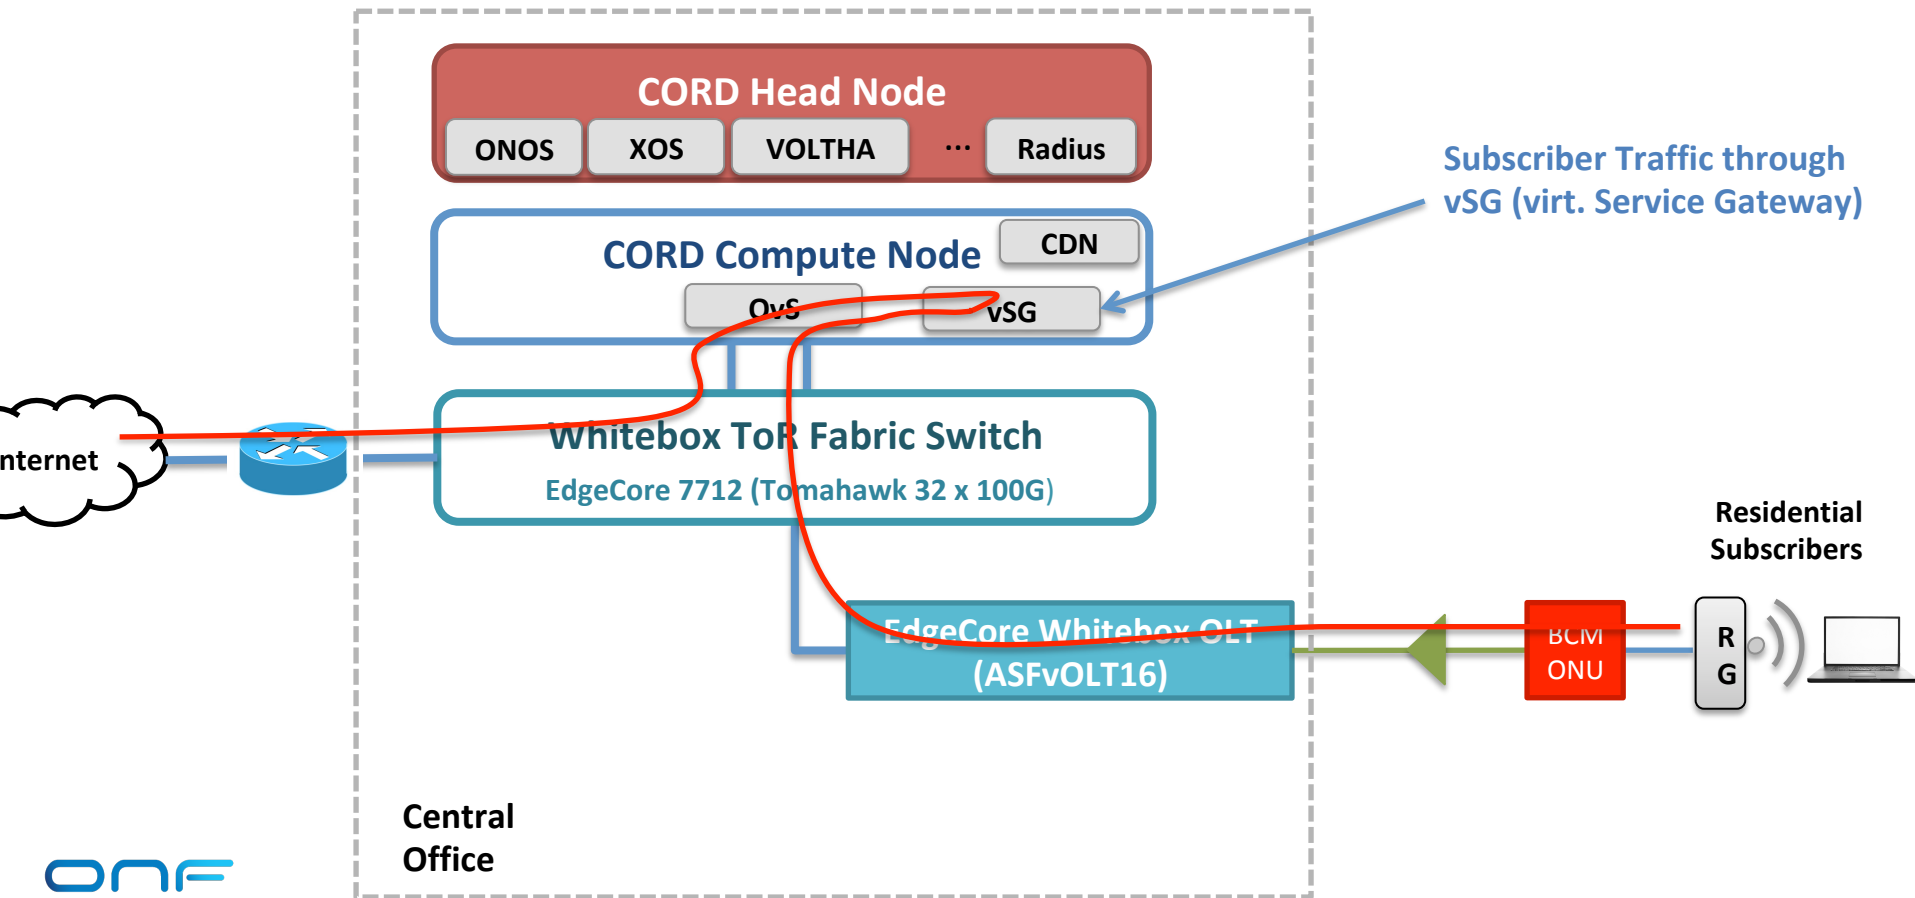 CORD Head Node
ONOS
XOS
VOLTHA
...
Radius
Subscriber Traffic through
vSG (virt. Service Gateway)
CORD Compute Node
CDN
OvS
vSG
Whitebox ToR Fabric Switch
EdgeCore 7712 (Tomahawk 32 x 100G)
nternet
Residential
Subscribers
EdgeCore Whitebox OLT
(ASFvOLT16)
BCM
ONU
R
G
Central
Office
ONF